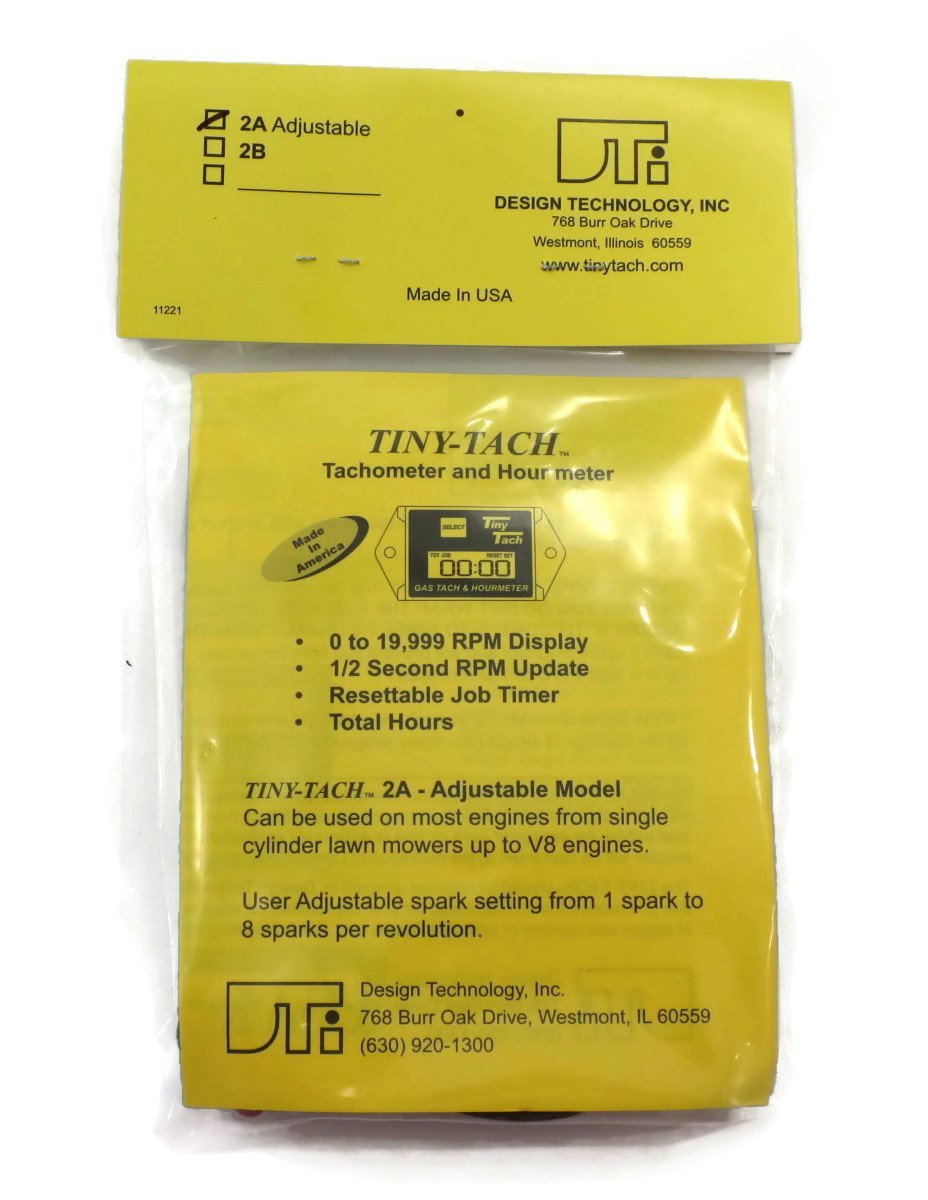 2A Adjustable
2B
DTi
DESIGN TECHNOLOGY, INC
768 Burr Oak Drive
Westmont, Illinois 60559
www.tinytach.com
Made In USA
11221
TINY-TACH™
Tachometer and Hour meter
Made
In
America
SELECT
Tiny
Tach
TOT JOB
RESET SET
00:00
GAS TACH & HOURMETER
• 0 to 19,999 RPM Display
• 1/2 Second RPM Update
• Resettable Job Timer
• Total Hours
TINY-TACH™ 2A - Adjustable Model
Can be used on most engines from single
cylinder lawn mowers up to V8 engines.
User Adjustable spark setting from 1 spark to
8 sparks per revolution.
DTi
Design Technology, Inc.
768 Burr Oak Drive, Westmont, IL 60559
(630) 920-1300